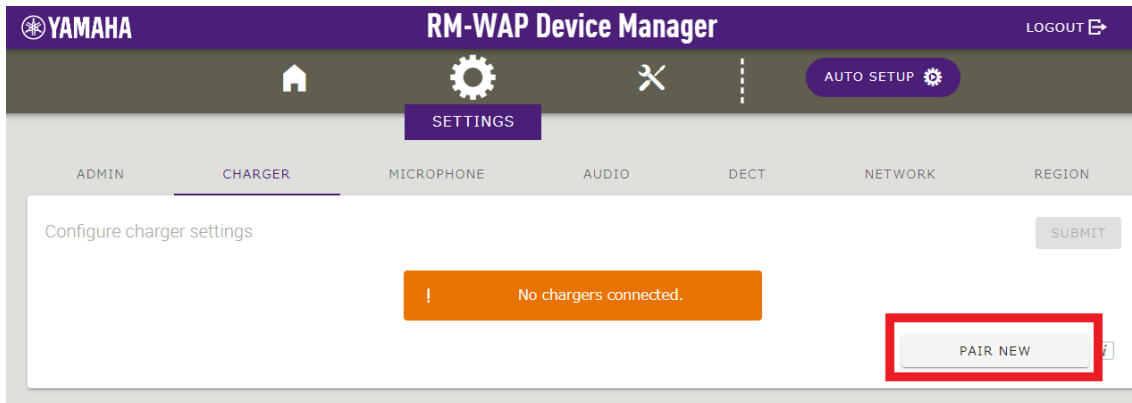 YAMAHA RM-WAP Device Manager LOGOUT
AUTO SETUP
SETTINGS
ADMIN CHARGER MICROPHONE AUDIO DECT NETWORK REGION
Configure charger settings SUBMIT
! No chargers connected.
PAIR NEW i